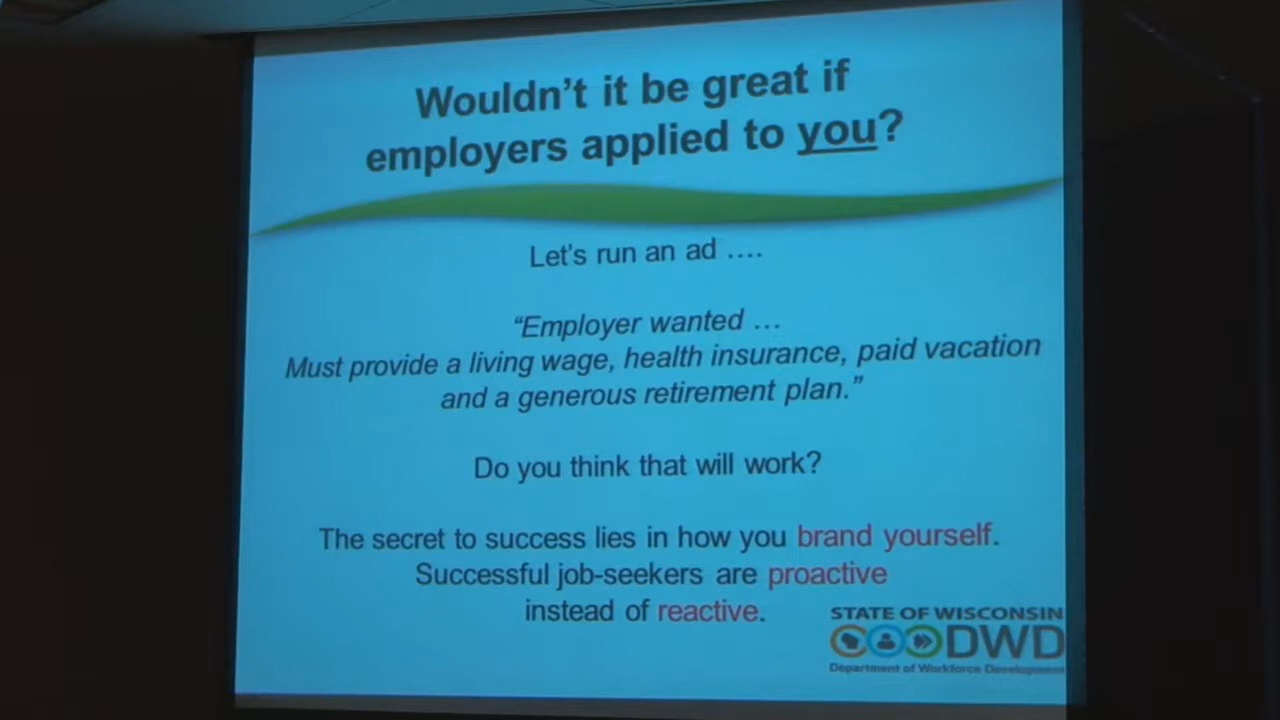 Wouldn’t it be great if
employers applied to you?
Let’s run an ad ....
“Employer wanted ...
Must provide a living wage, health insurance, paid vacation
and a generous retirement plan.”
Do you think that will work?
The secret to success lies in how you brand yourself.
Successful job-seekers are proactive
instead of reactive.
STATE OF WISCONSIN
DWD
Department of Workforce Development